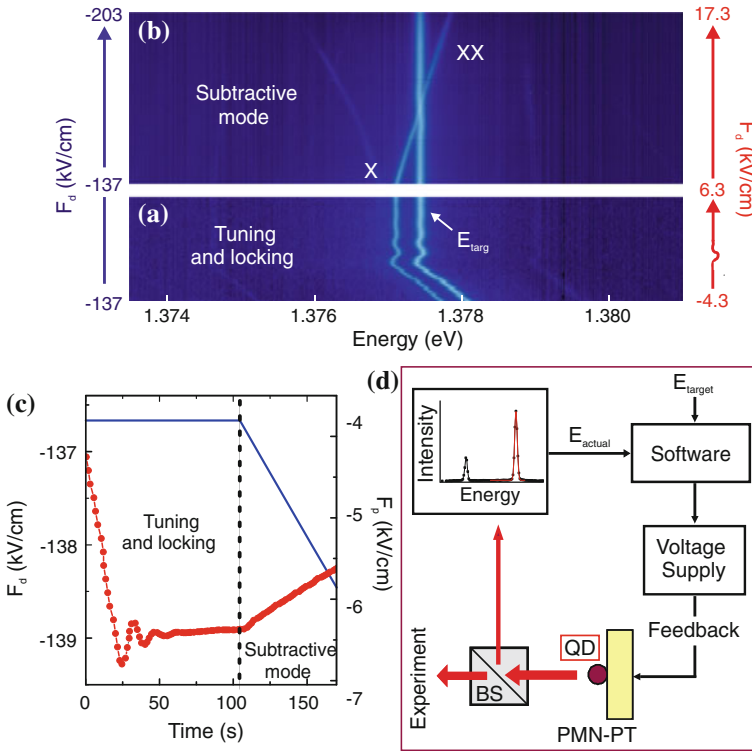 -203
(b)
XX
17.3
Subtractive
mode
X
F_d (kV/cm)
F_d (kV/cm)
-137
6.3
(a)
E_targ
Tuning
and locking
-137
-4.3
1.374
1.376
1.378
1.380
Energy (eV)
(c)
-4
-137
Tuning
and locking
-5
F_d (kV/cm)
F_p (kV/cm)
-138
-6
-139
Subtractive
mode
-7
0
50
100
150
Time (s)
(d)
E_target
Intensity
Energy
E_actual
Software
Voltage
Supply
Feedback
QD
BS
Experiment
PMN-PT